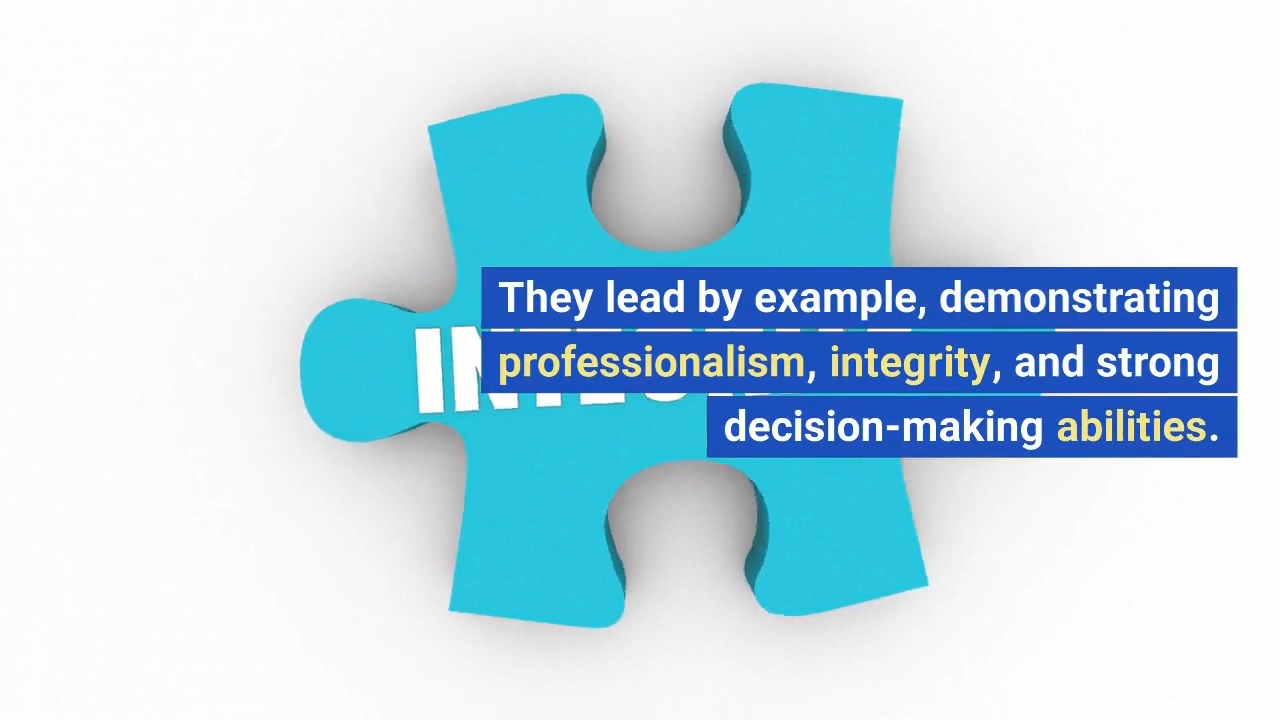 They lead by example, demonstrating
professionalism, integrity, and strong
decision-making abilities.